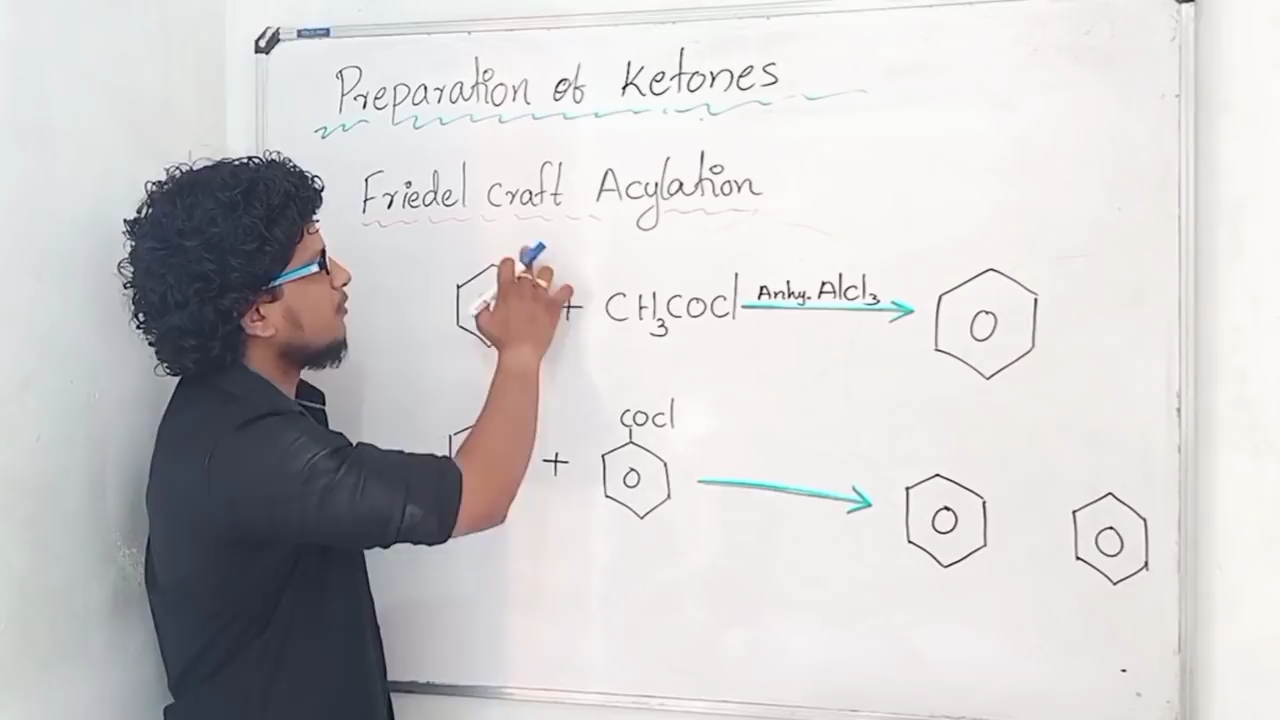 Preparation of Ketones
Friedel craft Acylation
+ CH3COCl Anhy. AlCl3
COCl
+